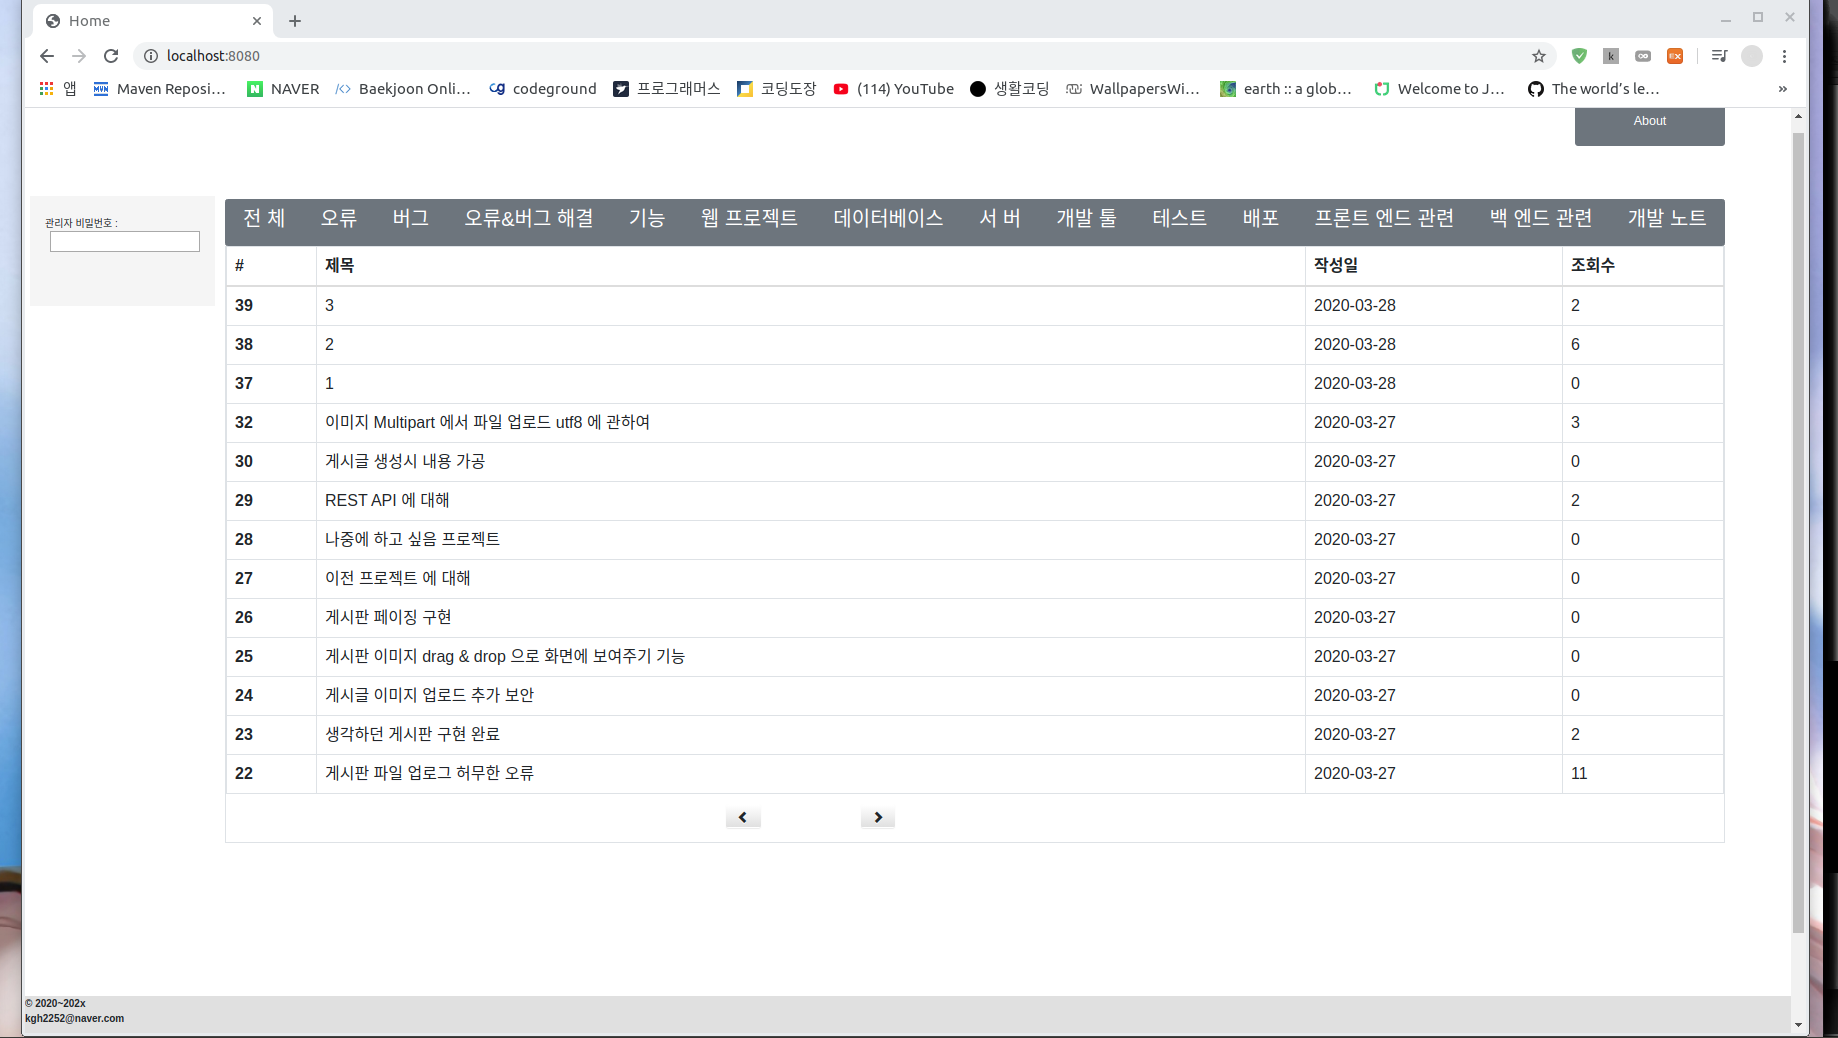 Home
localhost:8080
앱 Maven Reposi… NAVER Baekjoon Onli… codeground 프로그래머스 코딩도장 (114) YouTube 생활코딩 WallpapersWi… earth :: a glob… Welcome to J… The world's le… »
About
관리자 비밀번호 :
전 체 오류 버그 오류&버그 해결 기능 웹 프로젝트 데이터베이스 서 버 개발 툴 테스트 배포 프론트 엔드 관련 백 엔드 관련 개발 노트
# 제목 작성일 조회수
39 3 2020-03-28 2
38 2 2020-03-28 6
37 1 2020-03-28 0
32 이미지 Multipart 에서 파일 업로드 utf8 에 관하여 2020-03-27 3
30 게시글 생성시 내용 가공 2020-03-27 0
29 REST API 에 대해 2020-03-27 2
28 나중에 하고 싶음 프로젝트 2020-03-27 0
27 이전 프로젝트 에 대해 2020-03-27 0
26 게시판 페이징 구현 2020-03-27 0
25 게시판 이미지 drag & drop 으로 화면에 보여주기 기능 2020-03-27 0
24 게시글 이미지 업로드 추가 보안 2020-03-27 0
23 생각하던 게시판 구현 완료 2020-03-27 2
22 게시판 파일 업로그 허무한 오류 2020-03-27 11
© 2020~202x
kgh2252@naver.com